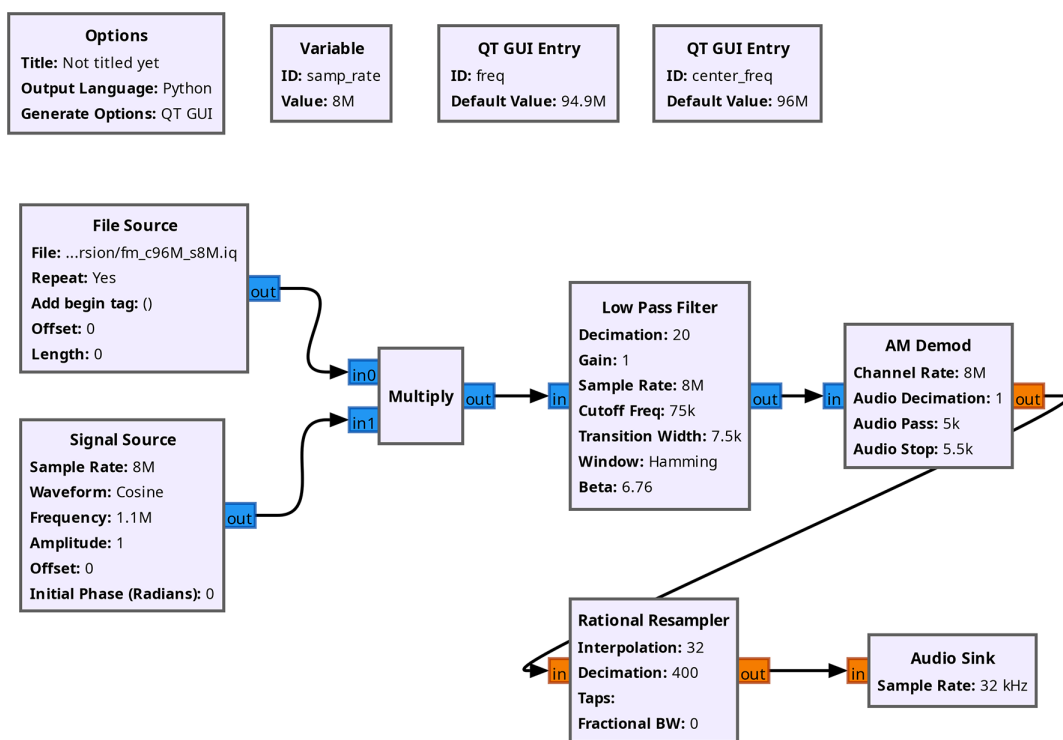 Options
Title: Not titled yet
Output Language: Python
Generate Options: QT GUI
Variable
ID: samp_rate
Value: 8M
QT GUI Entry
ID: freq
Default Value: 94.9M
QT GUI Entry
ID: center_freq
Default Value: 96M
File Source
File: ...rsion/fm_c96M_s8M.iq
Repeat: Yes
Add begin tag: ()
Offset: 0
Length: 0
out
Signal Source
Sample Rate: 8M
Waveform: Cosine
Frequency: 1.1M
Amplitude: 1
Offset: 0
Initial Phase (Radians): 0
out
in0
in1
Multiply
out
in
Low Pass Filter
Decimation: 20
Gain: 1
Sample Rate: 8M
Cutoff Freq: 75k
Transition Width: 7.5k
Window: Hamming
Beta: 6.76
out
in
AM Demod
Channel Rate: 8M
Audio Decimation: 1
Audio Pass: 5k
Audio Stop: 5.5k
out
in
Rational Resampler
Interpolation: 32
Decimation: 400
Taps:
Fractional BW: 0
out
in
Audio Sink
Sample Rate: 32 kHz